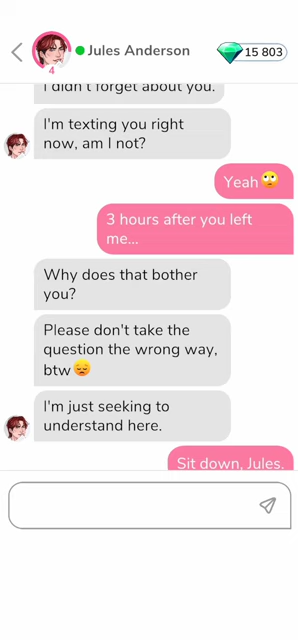 Jules Anderson
15 803
4
I didn't forget about you.
I'm texting you right
now, am I not?
Yeah🙄
3 hours after you left
me...
Why does that bother
you?
Please don't take the
question the wrong way,
btw😔
I'm just seeking to
understand here.
Sit down, Jules.